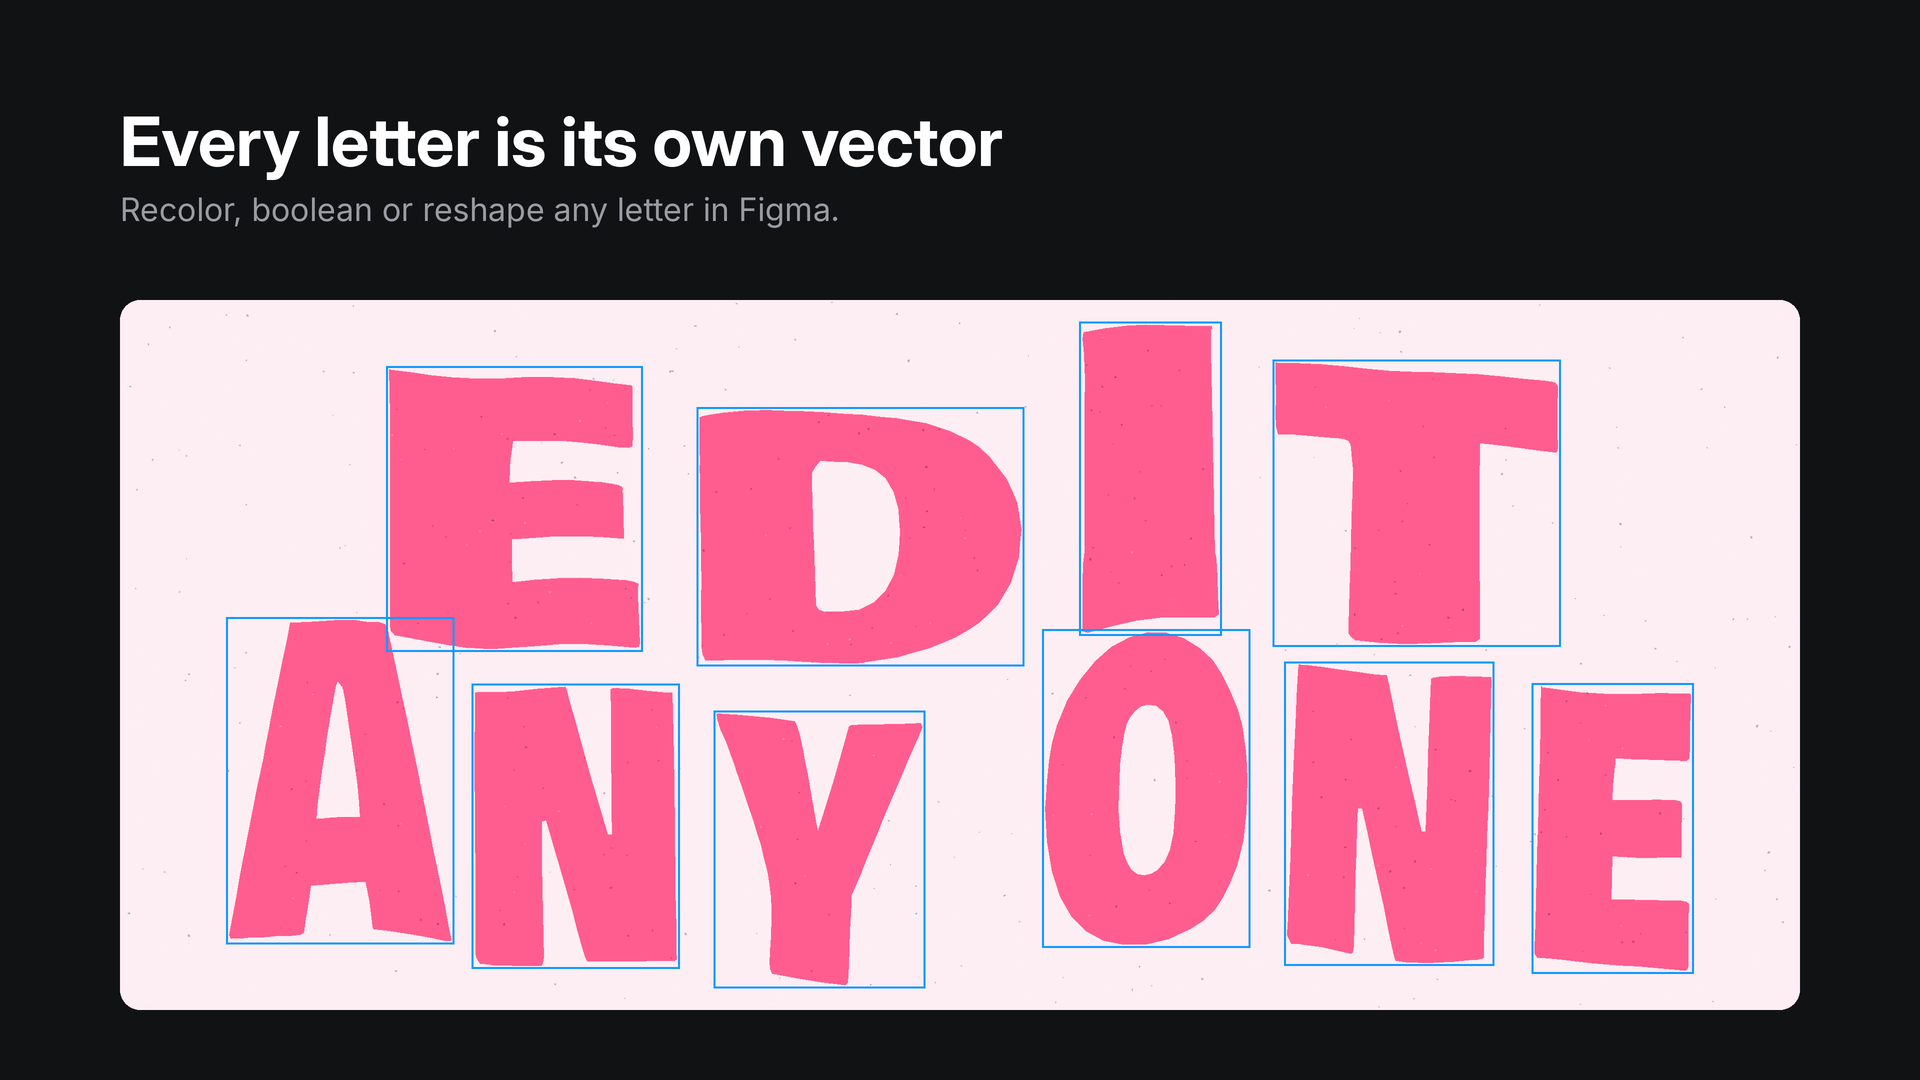 Every letter is its own vector
Recolor, boolean or reshape any letter in Figma.
EDIT
ANY ONE